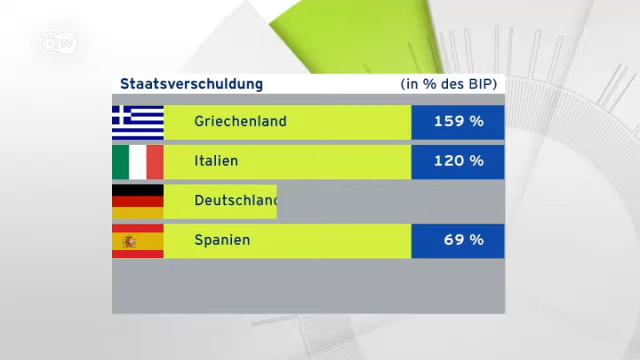 DW
Staatsverschuldung (in % des BIP)
Griechenland 159 %
Italien 120 %
Deutschland
Spanien 69 %